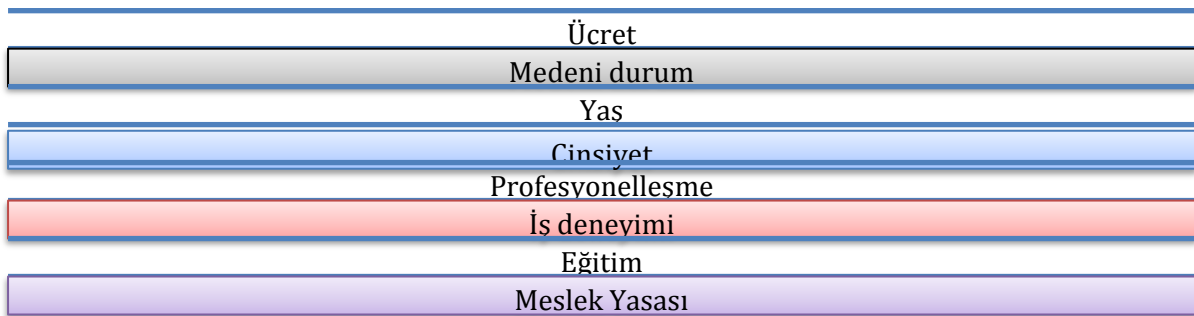 Ücret
Medeni durum
Yaş
Cinsiyet
Profesyonelleşme
İş deneyimi
Eğitim
Meslek Yasası